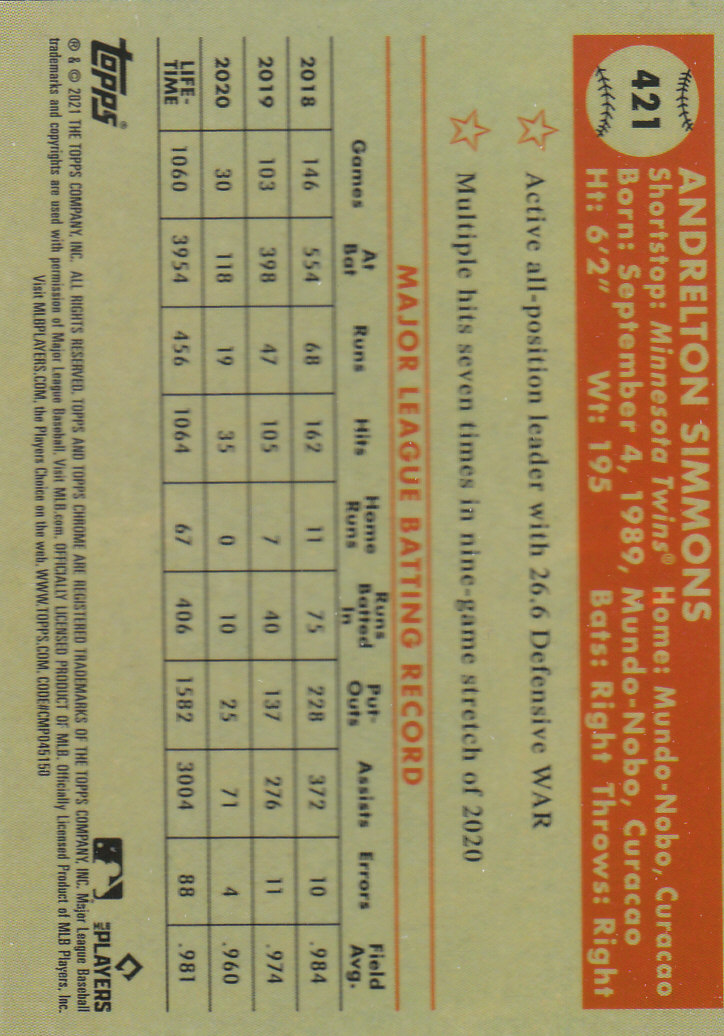 421
ANDRELTON SIMMONS
Shortstop: Minnesota Twins® Home: Mundo-Nobo, Curacao
Born: September 4, 1989, Mundo-Nobo, Curacao
Ht: 6'2" Wt: 195 Bats: Right Throws: Right
Active all-position leader with 26.6 Defensive WAR
Multiple hits seven times in nine-game stretch of 2020
MAJOR LEAGUE BATTING RECORD
Games At Bat Runs Hits Home Runs Runs Batted In Put-Outs Assists Errors Field Avg.
2018 146 554 68 162 11 75 228 372 10 .984
2019 103 398 47 105 7 40 137 276 11 .974
2020 30 118 19 35 0 10 25 71 4 .960
LIFE-TIME 1060 3954 456 1064 67 406 1582 3004 88 .981
topps®
MLB PLAYERS
® & © 2021 THE TOPPS COMPANY, INC. ALL RIGHTS RESERVED. TOPPS AND TOPPS CHROME ARE REGISTERED TRADEMARKS OF THE TOPPS COMPANY, INC. Major League Baseball
trademarks and copyrights are used with permission of Major League Baseball. Visit MLB.com. OFFICIALLY LICENSED PRODUCT OF MLB. Officially Licensed Product of MLB Players, Inc.
Visit MLBPLAYERS.COM, the Players Choice on the web. WWW.TOPPS.COM. CODE#CMP045150